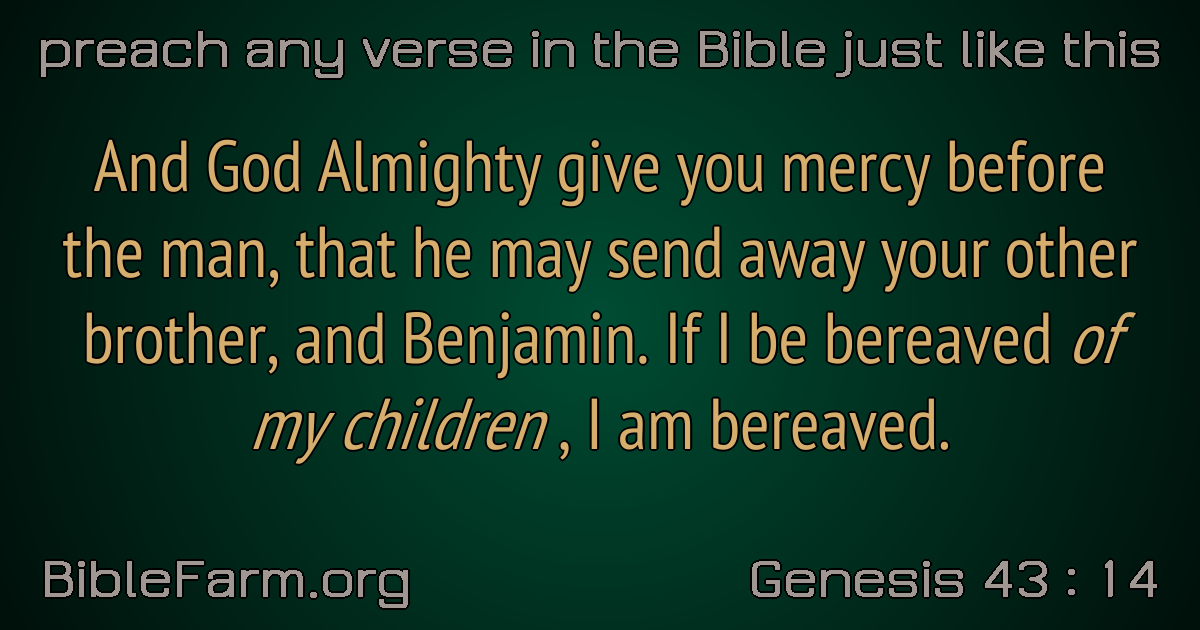 preach any verse in the Bible just like this
And God Almighty give you mercy before
the man, that he may send away your other
brother, and Benjamin. If I be bereaved of
my children , I am bereaved.
BibleFarm.org
Genesis 43 : 14